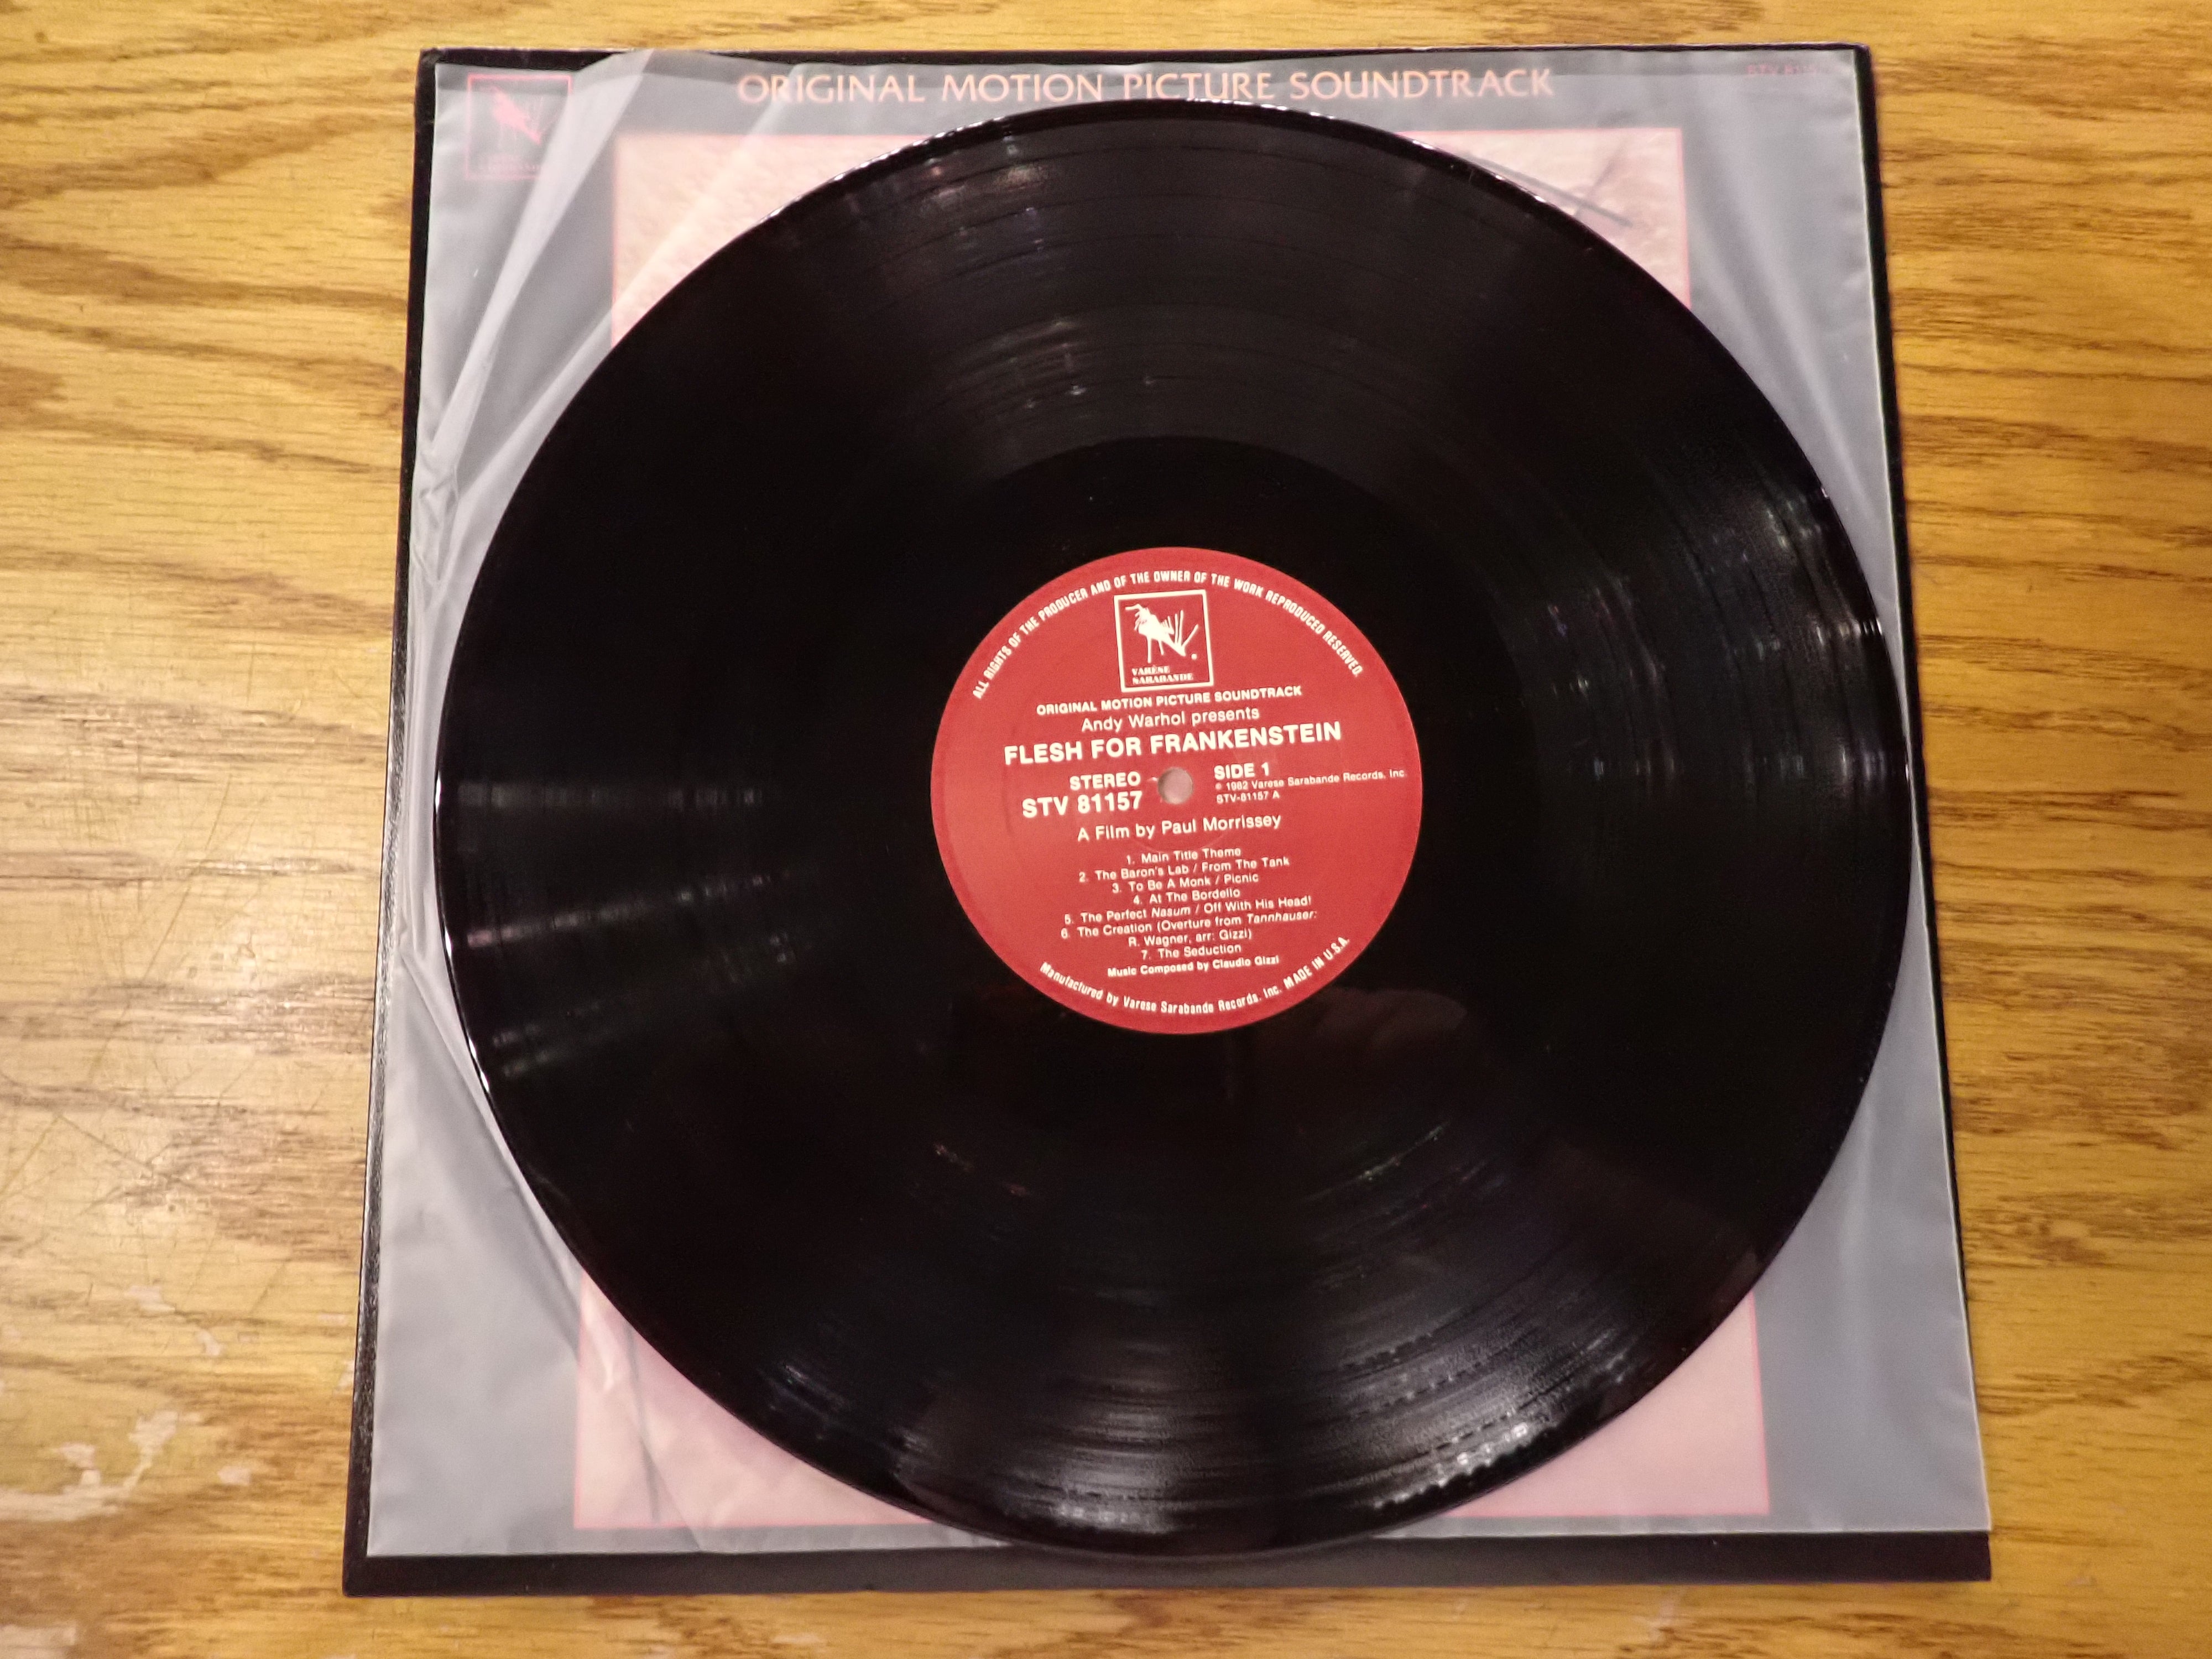 ORIGINAL MOTION PICTURE SOUNDTRACK
ALL RIGHTS OF THE PRODUCER AND OF THE OWNER OF THE WORK REPRODUCED RESERVED.
VARÈSE
SARABANDE
ORIGINAL MOTION PICTURE SOUNDTRACK
Andy Warhol presents
FLESH FOR FRANKENSTEIN
STEREO
STV 81157
SIDE 1
℗ 1982 Varese Sarabande Records, Inc.
STV-81157 A
A Film by Paul Morrissey
1. Main Title Theme
2. The Baron's Lab / From The Tank
3. To Be A Monk / Picnic
4. At The Bordello
5. The Perfect Nasum / Off With His Head!
6. The Creation (Overture from Tannhauser:
R. Wagner, arr: Gizzi)
7. The Seduction
Music Composed by Claudio Gizzi
Manufactured by Varese Sarabande Records, Inc. MADE IN U.S.A.